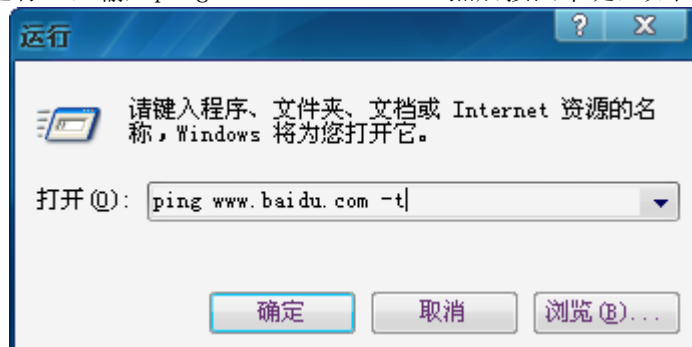 运行
请键入程序、文件夹、文档或 Internet 资源的名
称，Windows 将为您打开它。
打开(O)：
ping www.baidu.com -t
确定
取消
浏览(B)...